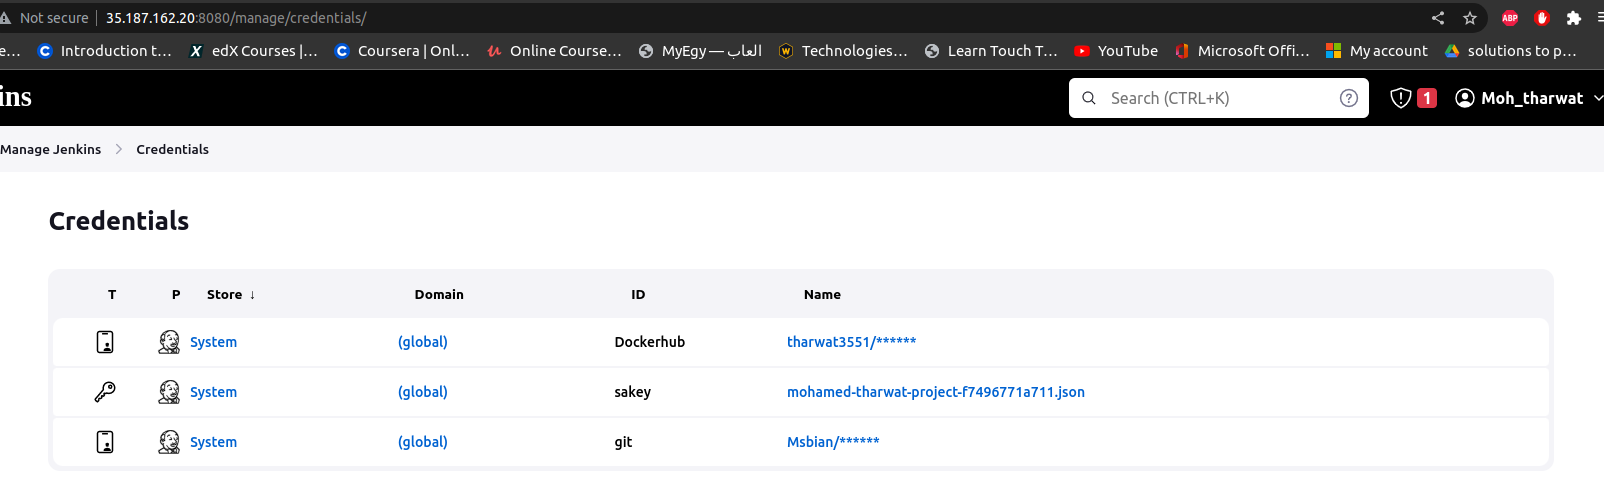 Not secure 35.187.162.20:8080/manage/credentials/ ABP
e... Introduction t... edX Courses |... Coursera | Onl... Online Course... MyEgy — العاب Technologies... Learn Touch T... YouTube Microsoft Offi... My account solutions to p...
ins Search (CTRL+K) 1 Moh_tharwat
Manage Jenkins Credentials
Credentials
T P Store ↓ Domain ID Name
System (global) Dockerhub tharwat3551/******
System (global) sakey mohamed-tharwat-project-f7496771a711.json
System (global) git Msbian/******